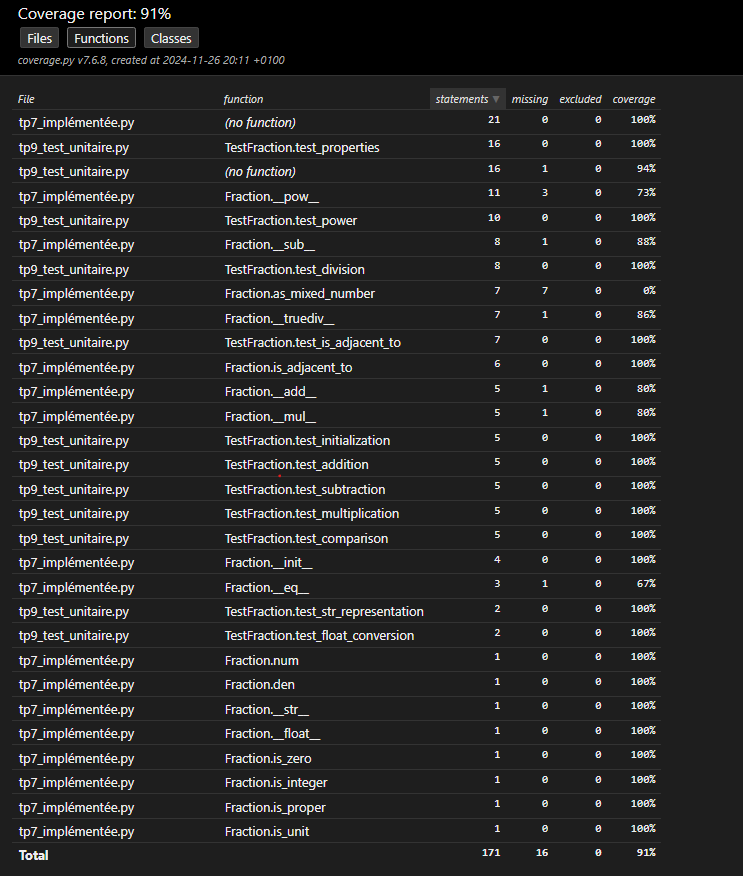 Coverage report: 91%
Files Functions Classes
coverage.py v7.6.8, created at 2024-11-26 20:11 +0100
File function statements ▼ missing excluded coverage
tp7_implémentée.py (no function) 21 0 0 100%
tp9_test_unitaire.py TestFraction.test_properties 16 0 0 100%
tp9_test_unitaire.py (no function) 16 1 0 94%
tp7_implémentée.py Fraction.__pow__ 11 3 0 73%
tp9_test_unitaire.py TestFraction.test_power 10 0 0 100%
tp7_implémentée.py Fraction.__sub__ 8 1 0 88%
tp9_test_unitaire.py TestFraction.test_division 8 0 0 100%
tp7_implémentée.py Fraction.as_mixed_number 7 7 0 0%
tp7_implémentée.py Fraction.__truediv__ 7 1 0 86%
tp9_test_unitaire.py TestFraction.test_is_adjacent_to 7 0 0 100%
tp7_implémentée.py Fraction.is_adjacent_to 6 0 0 100%
tp7_implémentée.py Fraction.__add__ 5 1 0 80%
tp7_implémentée.py Fraction.__mul__ 5 1 0 80%
tp9_test_unitaire.py TestFraction.test_initialization 5 0 0 100%
tp9_test_unitaire.py TestFraction.test_addition 5 0 0 100%
tp9_test_unitaire.py TestFraction.test_subtraction 5 0 0 100%
tp9_test_unitaire.py TestFraction.test_multiplication 5 0 0 100%
tp9_test_unitaire.py TestFraction.test_comparison 5 0 0 100%
tp7_implémentée.py Fraction.__init__ 4 0 0 100%
tp7_implémentée.py Fraction.__eq__ 3 1 0 67%
tp9_test_unitaire.py TestFraction.test_str_representation 2 0 0 100%
tp9_test_unitaire.py TestFraction.test_float_conversion 2 0 0 100%
tp7_implémentée.py Fraction.num 1 0 0 100%
tp7_implémentée.py Fraction.den 1 0 0 100%
tp7_implémentée.py Fraction.__str__ 1 0 0 100%
tp7_implémentée.py Fraction.__float__ 1 0 0 100%
tp7_implémentée.py Fraction.is_zero 1 0 0 100%
tp7_implémentée.py Fraction.is_integer 1 0 0 100%
tp7_implémentée.py Fraction.is_proper 1 0 0 100%
tp7_implémentée.py Fraction.is_unit 1 0 0 100%
Total 171 16 0 91%